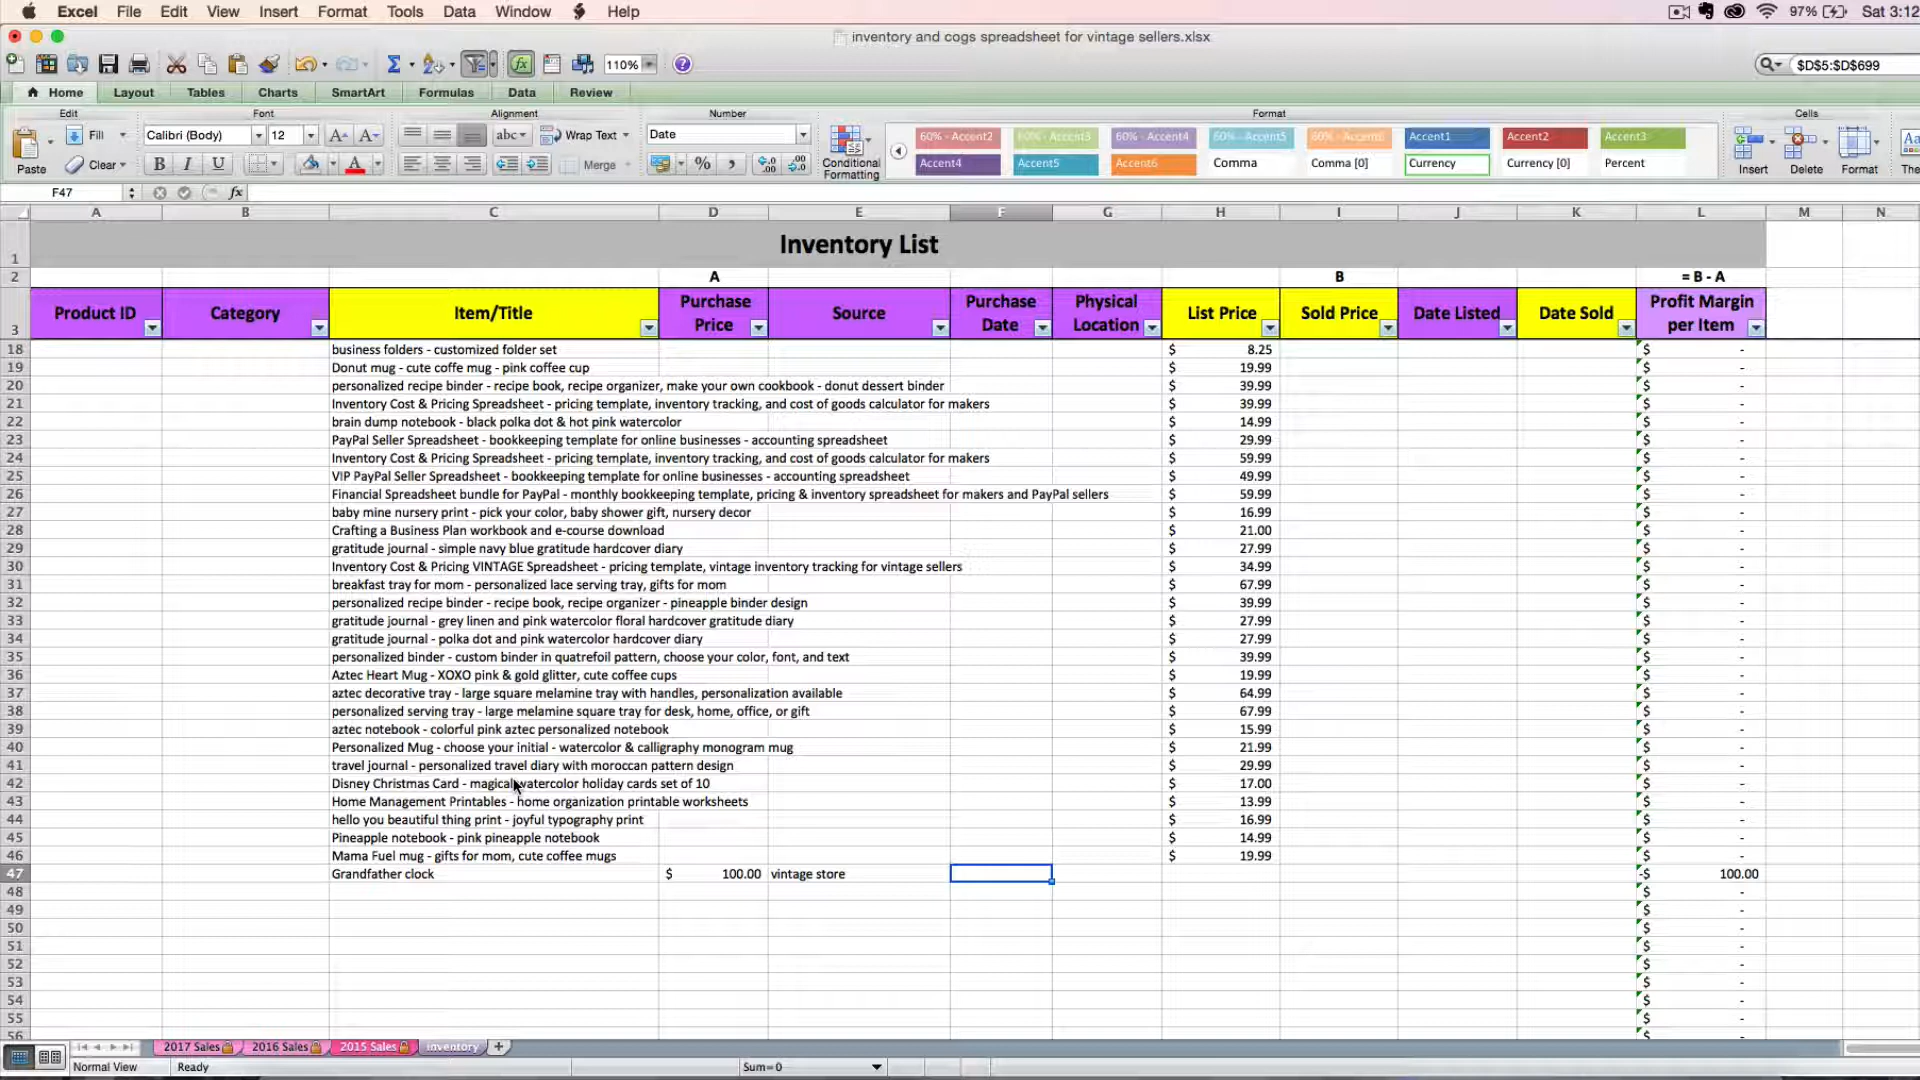 Excel File Edit View Insert Format Tools Data Window Help 97% Sat 3:12
inventory and cogs spreadsheet for vintage sellers.xlsx
110% $D$5:$D$699
Home Layout Tables Charts SmartArt Formulas Data Review
Edit Font Alignment Number Format Cells
Fill Calibri (Body) 12 A A abc Wrap Text Date 60% - Accent2 60% - Accent3 60% - Accent4 60% - Accent5 60% - Accent6 Accent1 Accent2 Accent3
Paste Clear B I U A Merge % Conditional Formatting Accent4 Accent5 Accent6 Comma Comma [0] Currency Currency [0] Percent Insert Delete Format
F47 fx
A B C D E F G H I J K L M N
1 Inventory List
2 A B = B - A
3 Product ID Category Item/Title Purchase Price Source Purchase Date Physical Location List Price Sold Price Date Listed Date Sold Profit Margin per Item
18 business folders - customized folder set $ 8.25 $ -
19 Donut mug - cute coffe mug - pink coffee cup $ 19.99 $ -
20 personalized recipe binder - recipe book, recipe organizer, make your own cookbook - donut dessert binder $ 39.99 $ -
21 Inventory Cost & Pricing Spreadsheet - pricing template, inventory tracking, and cost of goods calculator for makers $ 39.99 $ -
22 brain dump notebook - black polka dot & hot pink watercolor $ 14.99 $ -
23 PayPal Seller Spreadsheet - bookkeeping template for online businesses - accounting spreadsheet $ 29.99 $ -
24 Inventory Cost & Pricing Spreadsheet - pricing template, inventory tracking, and cost of goods calculator for makers $ 59.99 $ -
25 VIP PayPal Seller Spreadsheet - bookkeeping template for online businesses - accounting spreadsheet $ 49.99 $ -
26 Financial Spreadsheet bundle for PayPal - monthly bookkeeping template, pricing & inventory spreadsheet for makers and PayPal sellers $ 59.99 $ -
27 baby mine nursery print - pick your color, baby shower gift, nursery decor $ 16.99 $ -
28 Crafting a Business Plan workbook and e-course download $ 21.00 $ -
29 gratitude journal - simple navy blue gratitude hardcover diary $ 27.99 $ -
30 Inventory Cost & Pricing VINTAGE Spreadsheet - pricing template, vintage inventory tracking for vintage sellers $ 34.99 $ -
31 breakfast tray for mom - personalized lace serving tray, gifts for mom $ 67.99 $ -
32 personalized recipe binder - recipe book, recipe organizer - pineapple binder design $ 39.99 $ -
33 gratitude journal - grey linen and pink watercolor floral hardcover gratitude diary $ 27.99 $ -
34 gratitude journal - polka dot and pink watercolor hardcover diary $ 27.99 $ -
35 personalized binder - custom binder in quatrefoil pattern, choose your color, font, and text $ 39.99 $ -
36 Aztec Heart Mug - XOXO pink & gold glitter, cute coffee cups $ 19.99 $ -
37 aztec decorative tray - large square melamine tray with handles, personalization available $ 64.99 $ -
38 personalized serving tray - large melamine square tray for desk, home, office, or gift $ 67.99 $ -
39 aztec notebook - colorful pink aztec personalized notebook $ 15.99 $ -
40 Personalized Mug - choose your initial - watercolor & calligraphy monogram mug $ 21.99 $ -
41 travel journal - personalized travel diary with moroccan pattern design $ 29.99 $ -
42 Disney Christmas Card - magical watercolor holiday cards set of 10 $ 17.00 $ -
43 Home Management Printables - home organization printable worksheets $ 13.99 $ -
44 hello you beautiful thing print - joyful typography print $ 16.99 $ -
45 Pineapple notebook - pink pineapple notebook $ 14.99 $ -
46 Mama Fuel mug - gifts for mom, cute coffee mugs $ 19.99 $ -
47 Grandfather clock $ 100.00 vintage store -$ 100.00
48 $ -
49 $ -
50 $ -
51 $ -
52 $ -
53 $ -
54 $ -
55 $ -
56 $ -
2017 Sales 2016 Sales 2015 Sales inventory +
Normal View Ready Sum=0